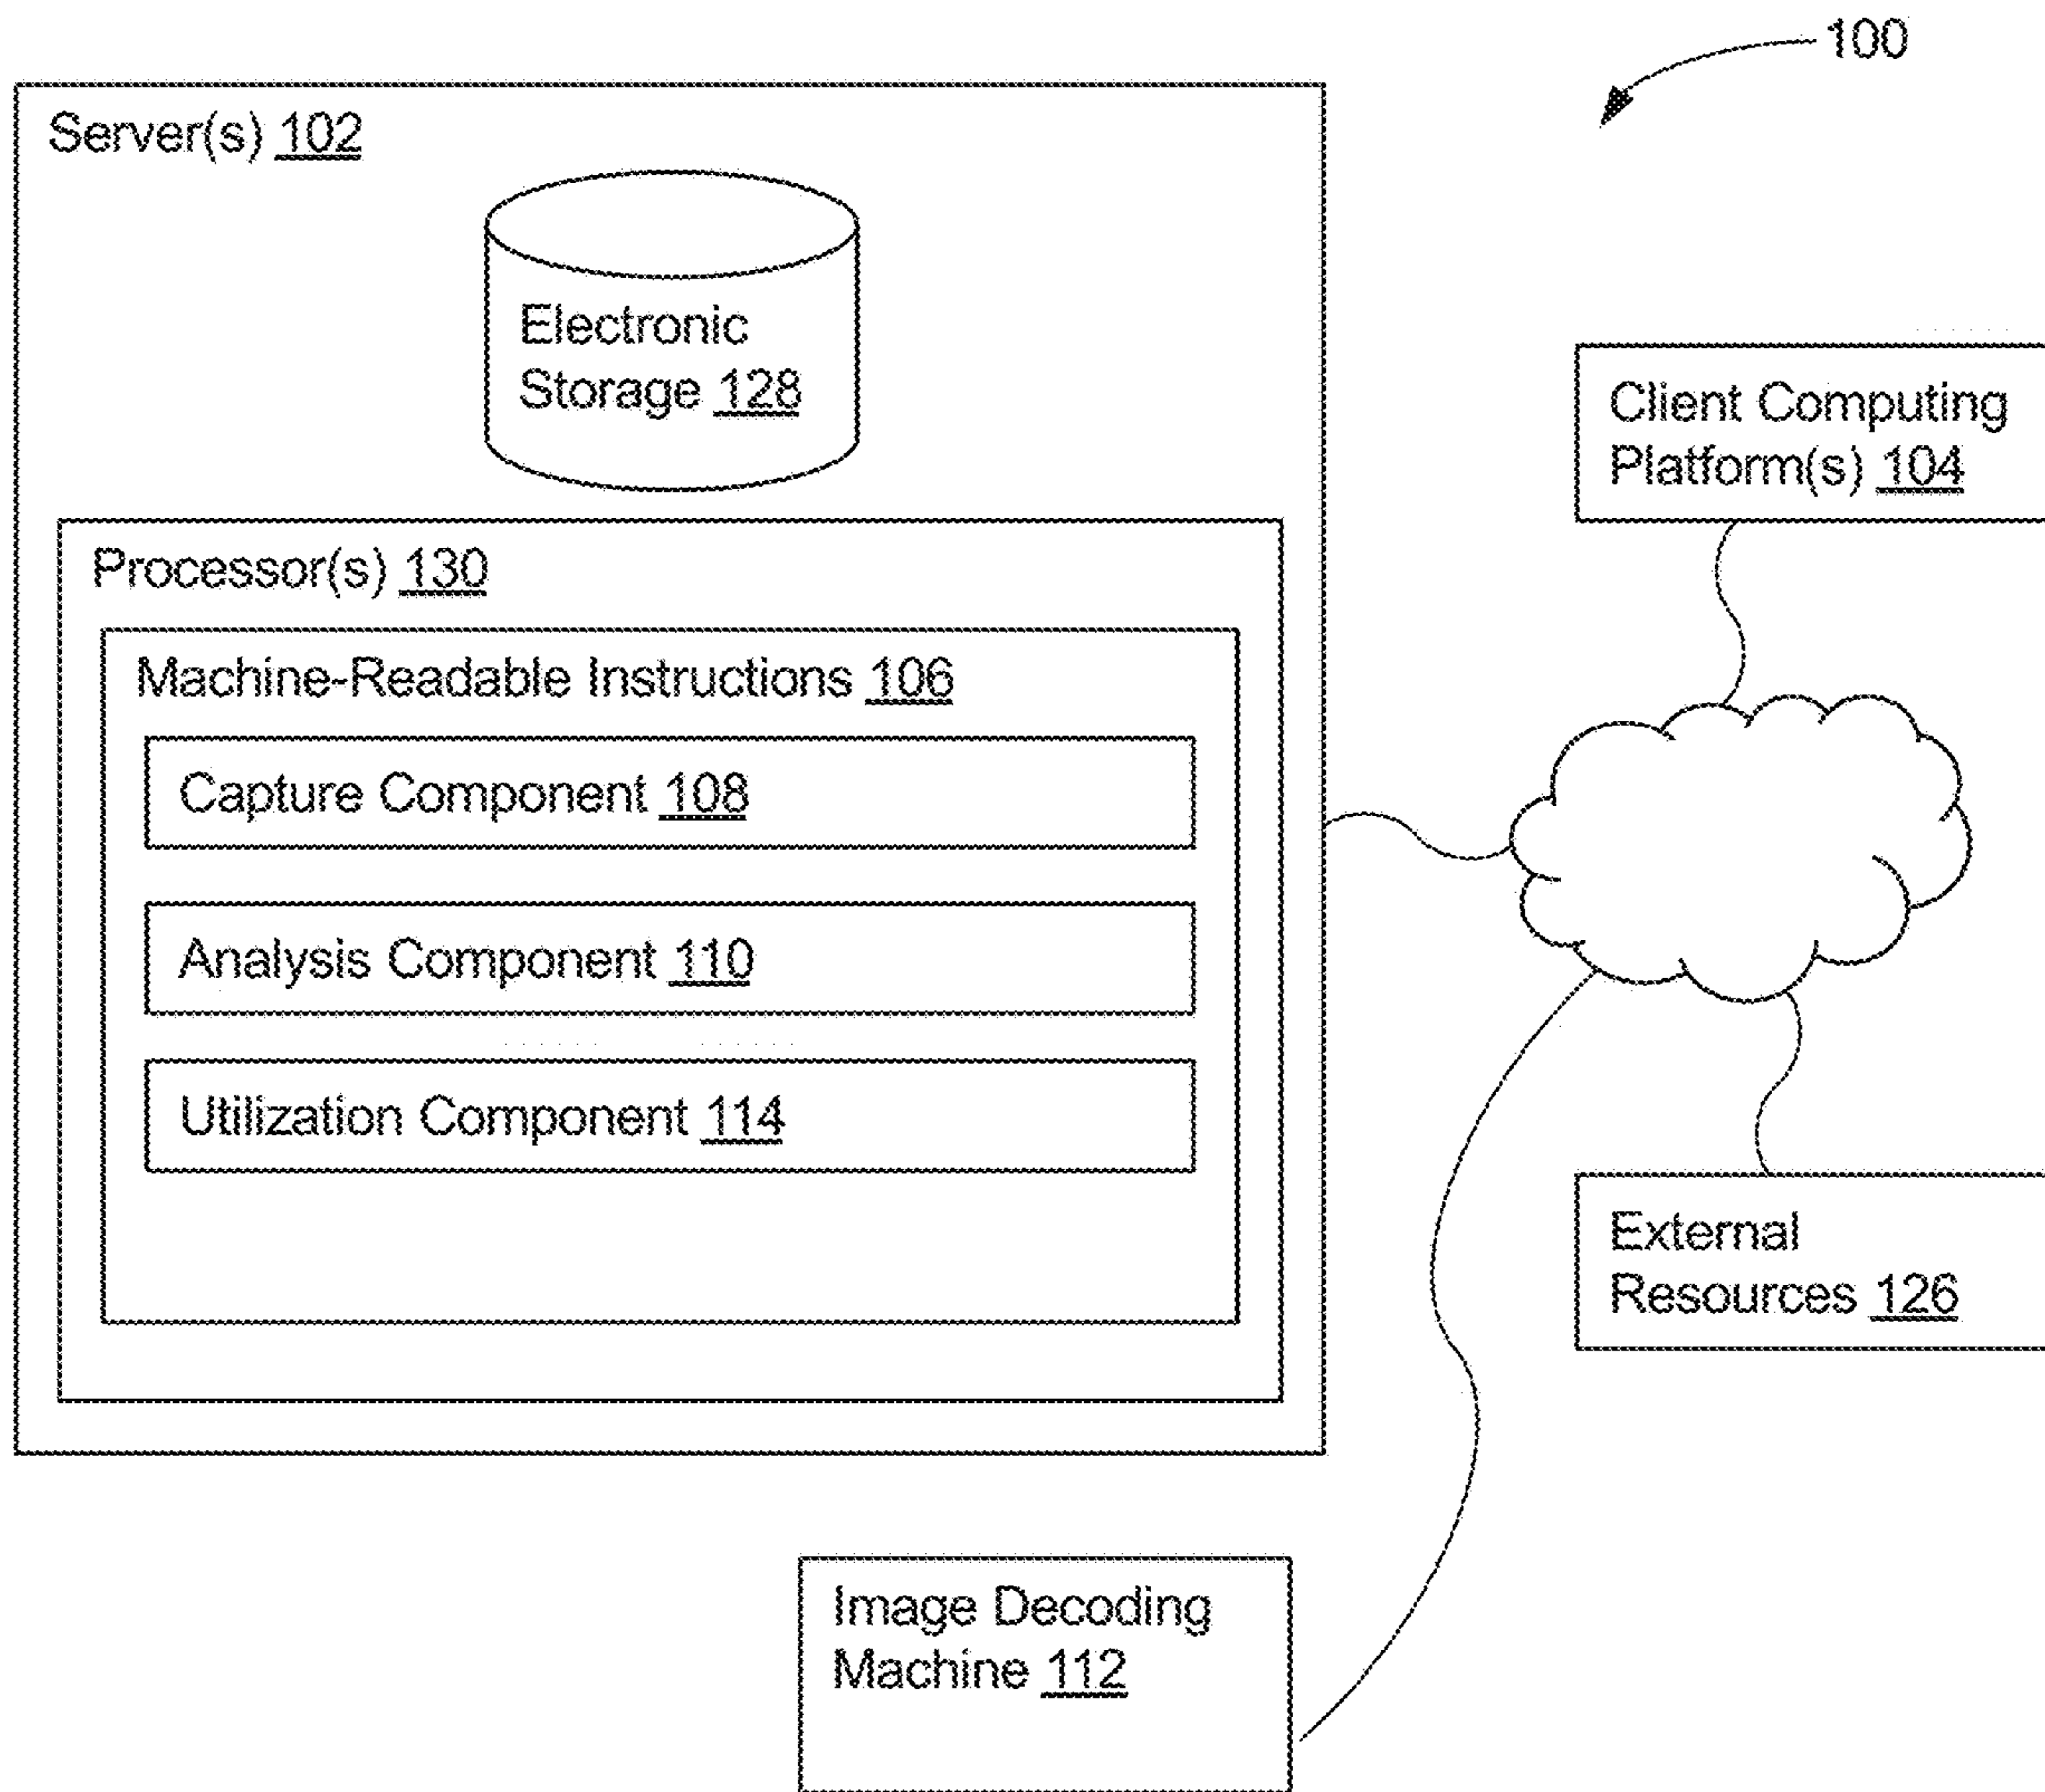 100
Server(s) 102
Electronic
Storage 128
Client Computing
Platform(s) 104
Processor(s) 130
Machine-Readable Instructions 106
Capture Component 108
Analysis Component 110
Utilization Component 114
External
Resources 126
Image Decoding
Machine 112